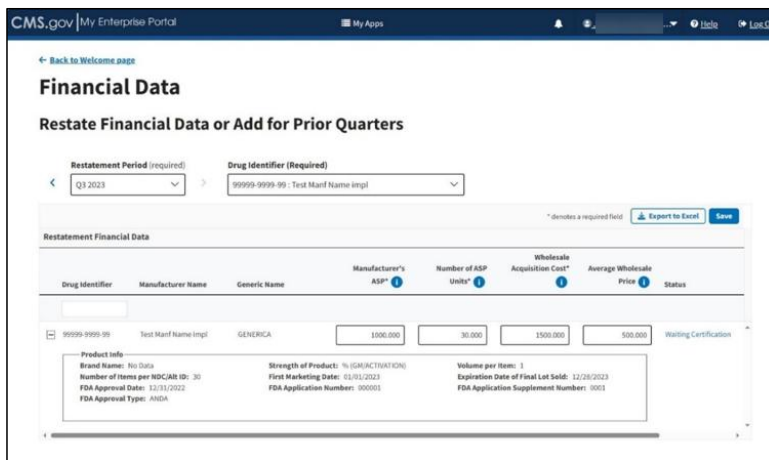 CMS.gov | My Enterprise Portal
My Apps
Help
Back to Welcome page
Financial Data
Restate Financial Data or Add for Prior Quarters
Restatement Period (required)
Drug Identifier (Required)
Q3 2023
99999-9999-99 : Test Manf Name impl
* denotes a required field
Export to Excel
Save
Restatement Financial Data
Drug Identifier
Manufacturer Name
Generic Name
Manufacturer's ASP*
Number of ASP Units*
Wholesale Acquisition Cost*
Average Wholesale Price
Status
99999-9999-99
Test Manf Name Impl
GENERICA
1000.000
30.000
1500.000
500.000
Waiting Certification
Product Info
Brand Name: No Data
Strength of Product: % (GM/ACTIVATION)
Volume per Item: 1
Number of Items per NDC/Alt ID: 30
First Marketing Date: 01/01/2023
Expiration Date of Final Lot Sold: 12/28/2023
FDA Approval Date: 12/31/2022
FDA Application Number: 000001
FDA Application Supplement Number: 0001
FDA Approval Type: ANDA